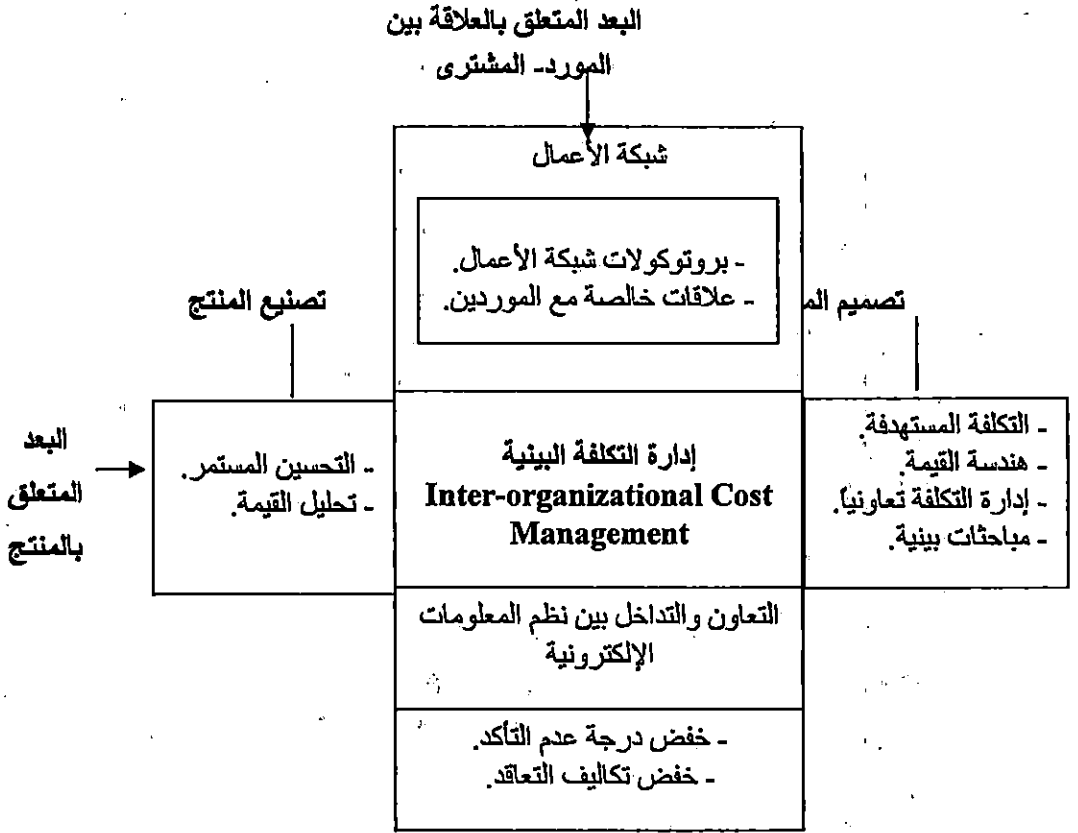 البعد المتعلق بالعلاقة بين
المورد- المشترى
شبكة الأعمال
- بروتوكولات شبكة الأعمال.
- علاقات خالصة مع الموردين.
تصميم
تصنيع المنتج
- التكلفة المستهدفة.
- هندسة القيمة.
- إدارة التكلفة تعاونياً.
- مباحثات بينية.
إدارة التكلفة البينية
Inter-organizational Cost
Management
- التحسين المستمر.
- تحليل القيمة.
البعد
المتعلق
بالمنتج
التعاون والتداخل بين نظم المعلومات
الإلكترونية
- خفض درجة عدم التأكد.
- خفض تكاليف التعاقد.